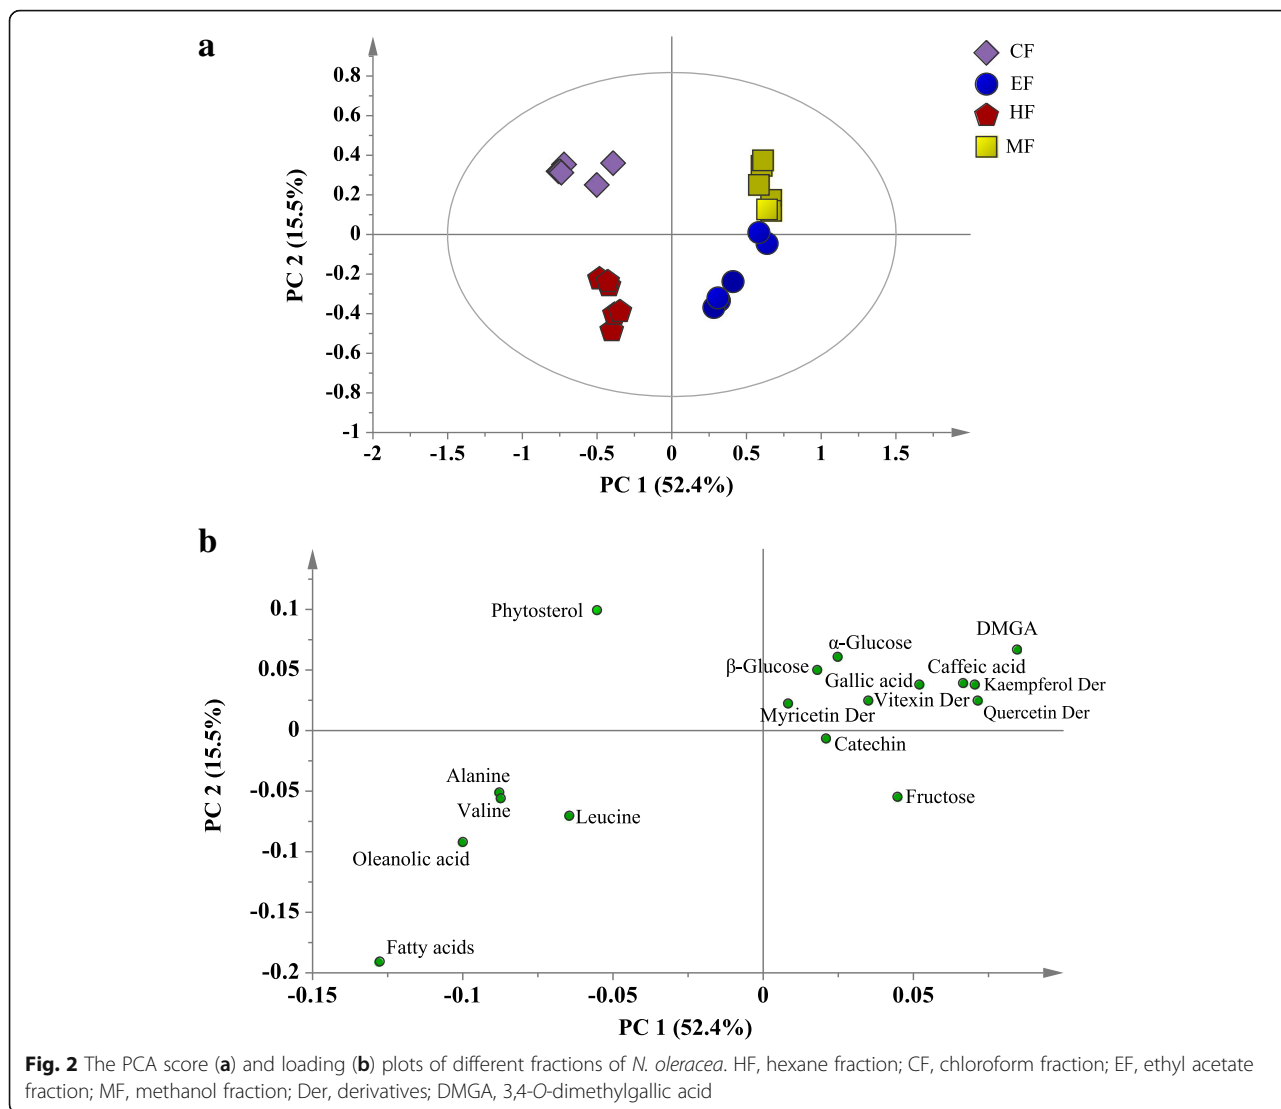 a
CF
EF
HF
MF
0.8
0.6
0.4
0.2
0
-0.2
-0.4
-0.6
-0.8
-1
PC 2 (15.5%)
-2
-1.5
-1
-0.5
0
0.5
1
1.5
PC 1 (52.4%)
b
0.1
0.05
0
-0.05
-0.1
-0.15
-0.2
PC 2 (15.5%)
Phytosterol
DMGA
α-Glucose
β-Glucose
Caffeic acid
Gallic acid
Kaempferol Der
Vitexin Der
Quercetin Der
Myricetin Der
Catechin
Alanine
Valine
Fructose
Leucine
Oleanolic acid
Fatty acids
-0.15
-0.1
-0.05
0
0.05
PC 1 (52.4%)
Fig. 2 The PCA score (a) and loading (b) plots of different fractions of N. oleracea. HF, hexane fraction; CF, chloroform fraction; EF, ethyl acetate
fraction; MF, methanol fraction; Der, derivatives; DMGA, 3,4-O-dimethylgallic acid